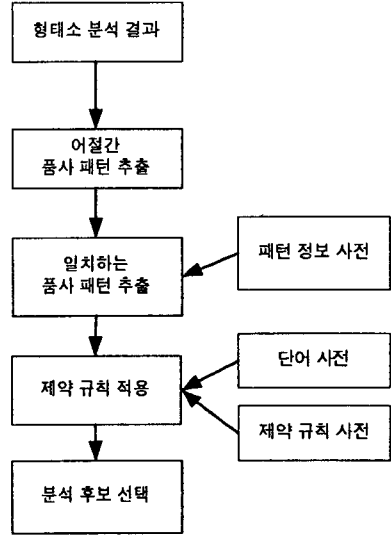 형태소 분석 결과
어절간
품사 패턴 추출
일치하는
품사 패턴 추출
패턴 정보 사전
단어 사전
제약 규칙 적용
제약 규칙 사전
분석 후보 선택